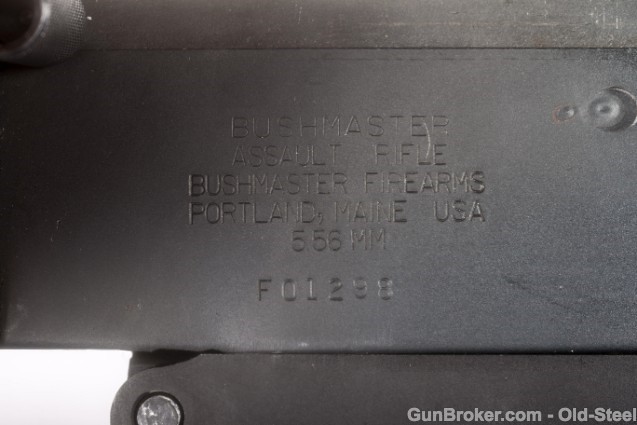 BUSHMASTER
ASSAULT RIFLE
BUSHMASTER FIREARMS
PORTLAND, MAINE USA
5.56 MM
F01298
GunBroker.com - Old-Steel